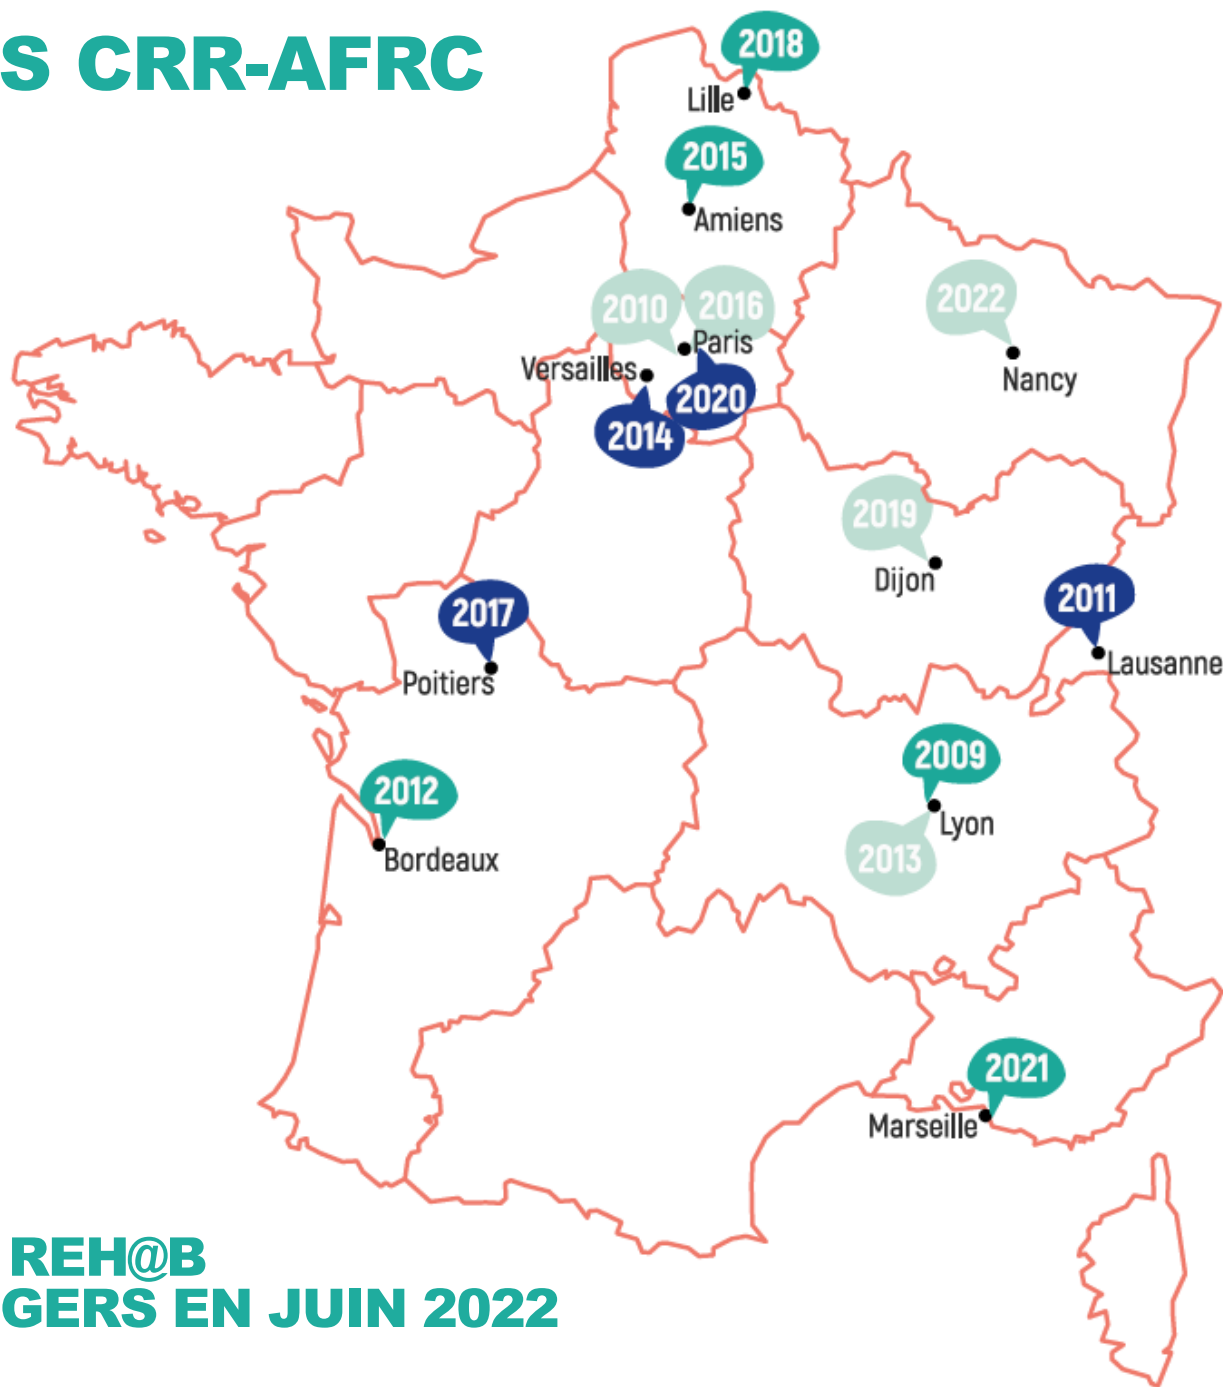 S CRR-AFRC
2018
Lille
2015
Amiens
2010
2016
2022
Paris
Versailles
Nancy
2020
2014
2019
Dijon
2011
2017
Lausanne
Poitiers
2009
2012
Lyon
Bordeaux
2013
2021
Marseille
REH@B
GERS EN JUIN 2022